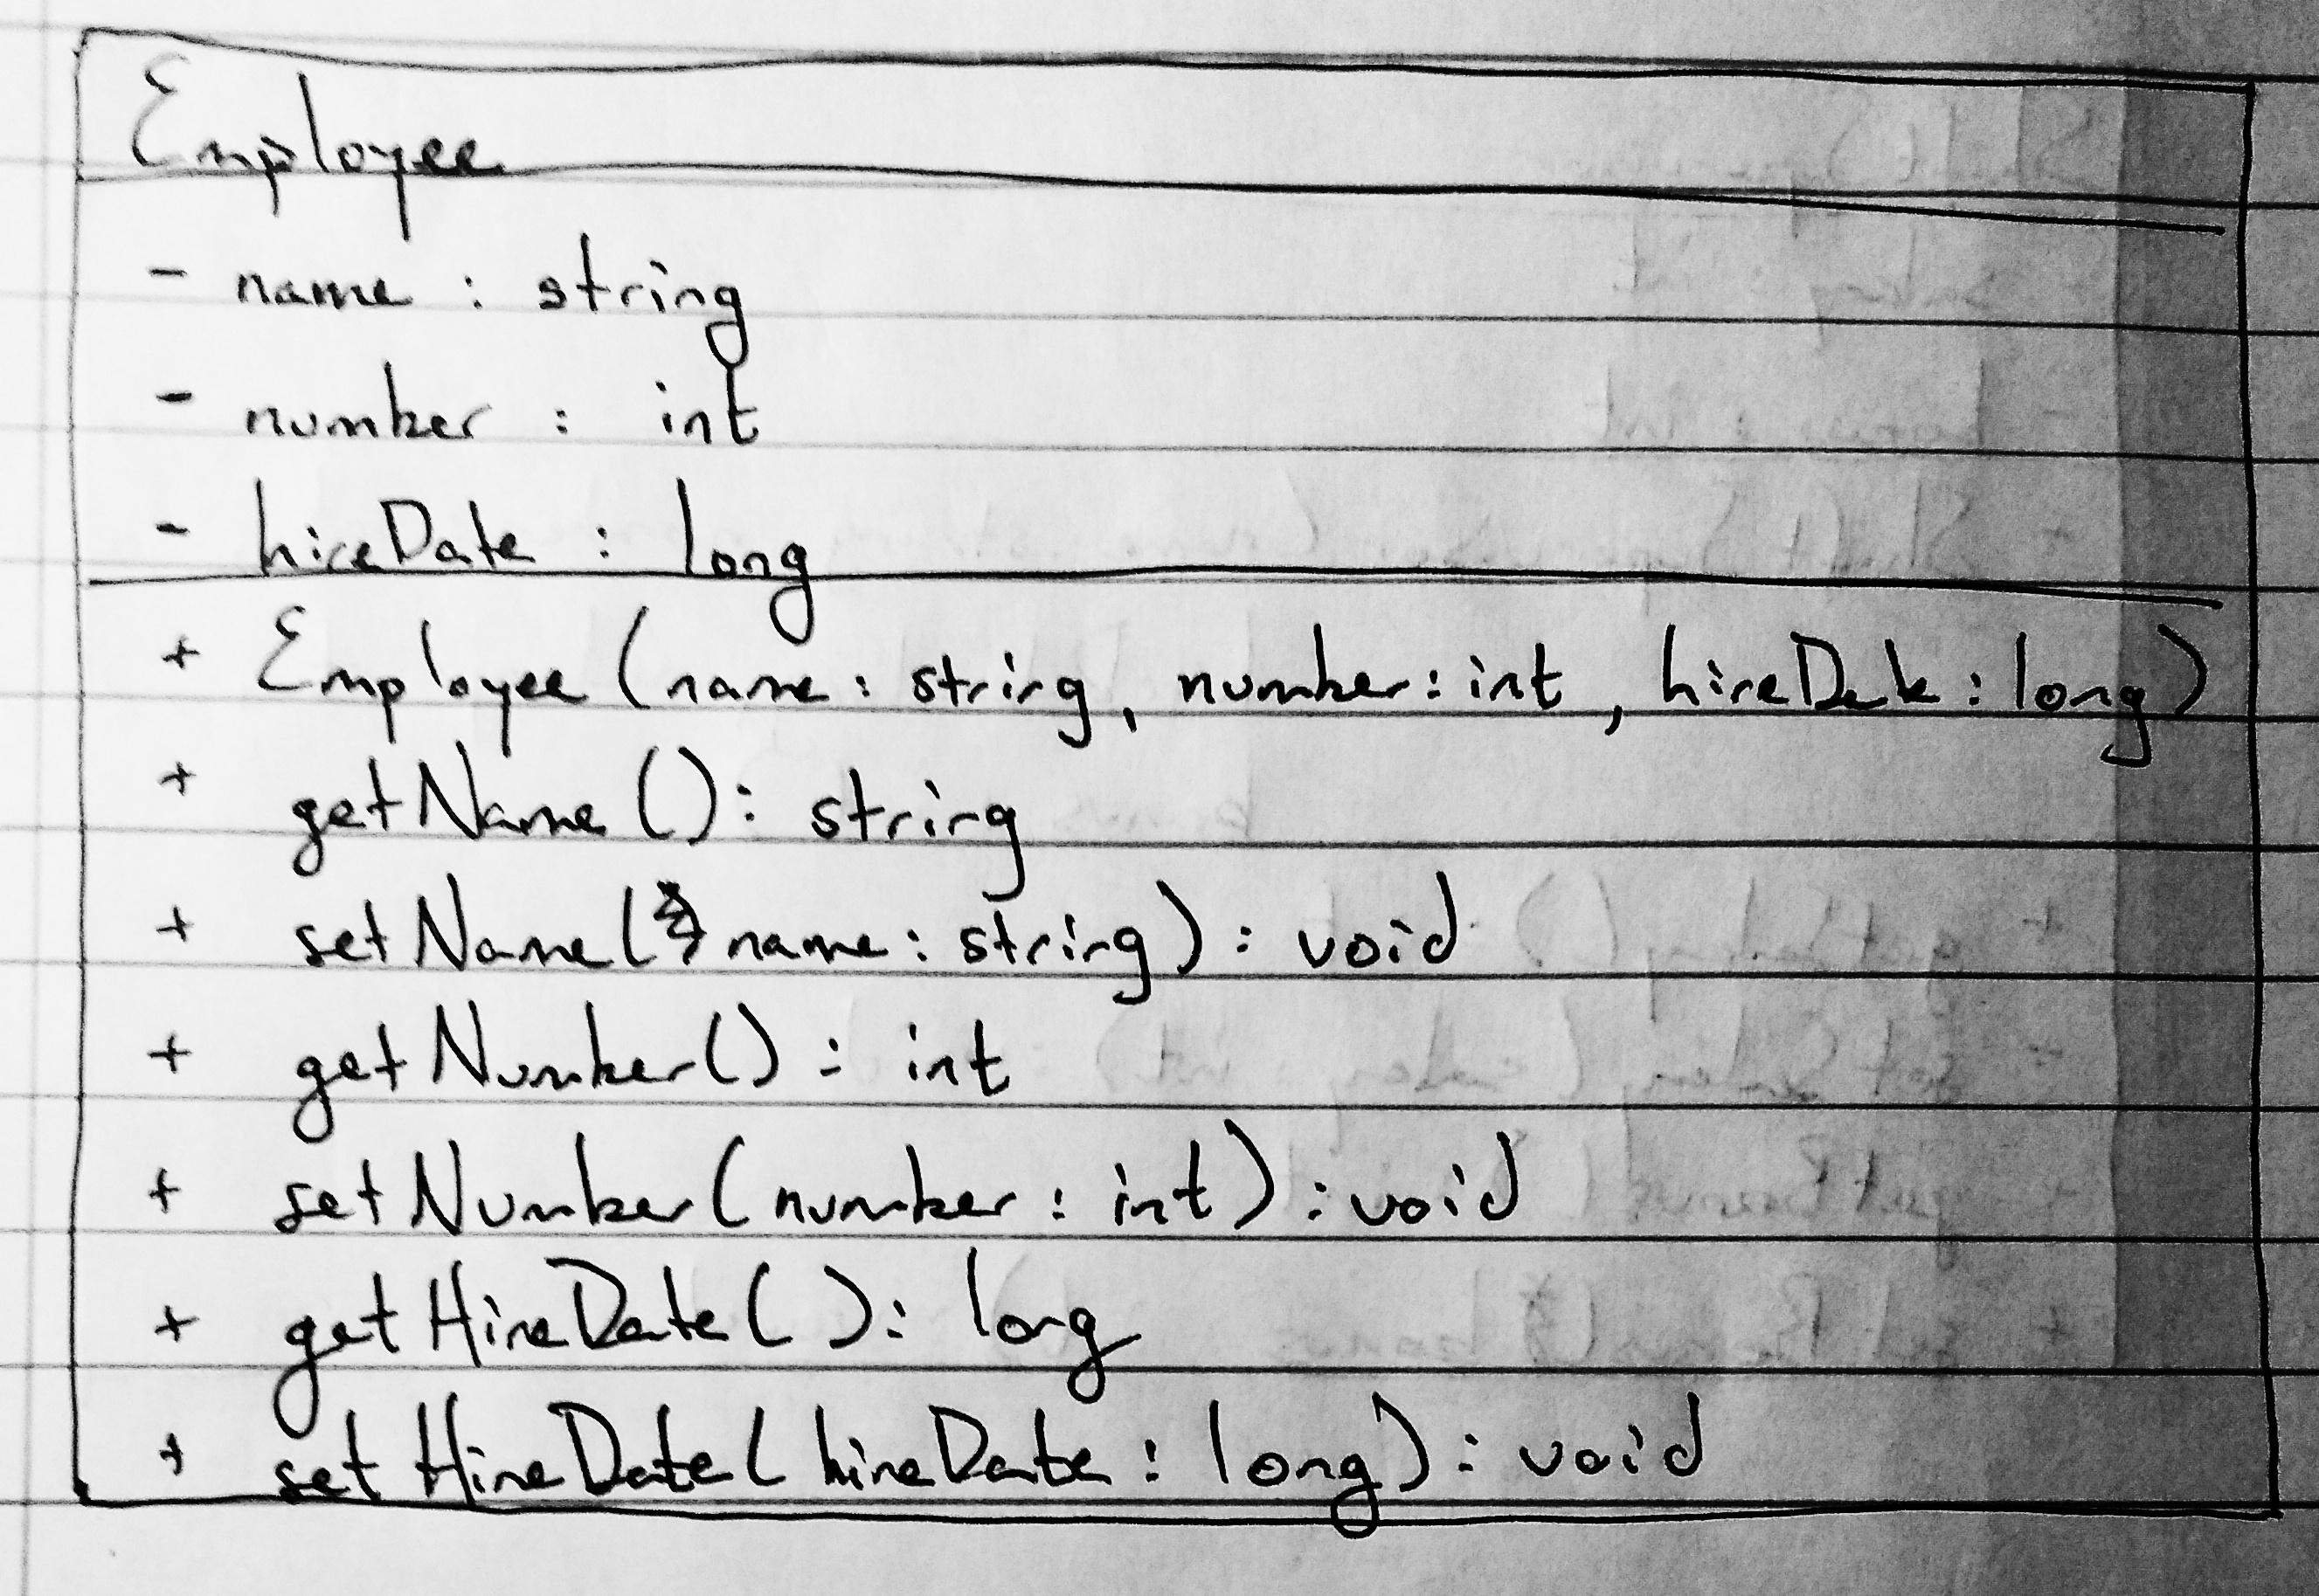 Employee
- name : string
- number : int
- hireDate : long
+ Employee (name : string, number : int, hireDate : long)
+ getName () : string
+ setName (name : string) : void
+ getNumber() : int
+ setNumber (number : int) : void
+ getHireDate ( ) : long
+ setHireDate ( hireDate : long) : void